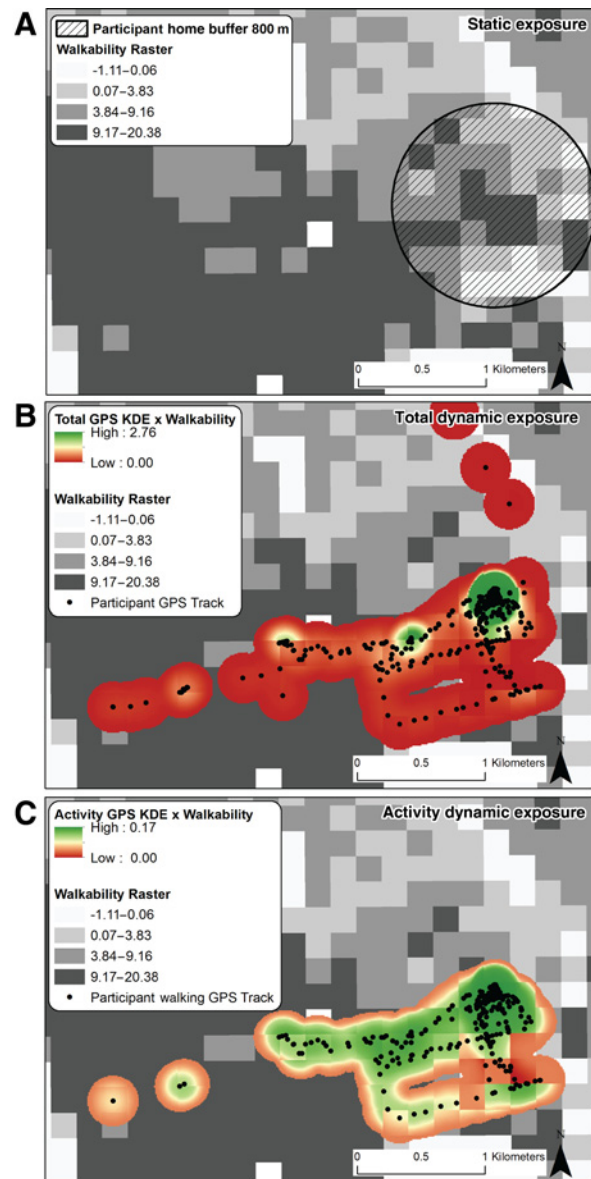 A
Static exposure
Participant home buffer 800 m
Walkability Raster
-1.11–0.06
0.07–3.83
3.84–9.16
9.17–20.38
N
0 0.5 1 Kilometers
B
Total dynamic exposure
Total GPS KDE x Walkability
High : 2.76
Low : 0.00
Walkability Raster
-1.11–0.06
0.07–3.83
3.84–9.16
9.17–20.38
Participant GPS Track
N
0 0.5 1 Kilometers
C
Activity dynamic exposure
Activity GPS KDE x Walkability
High : 0.17
Low : 0.00
Walkability Raster
-1.11–0.06
0.07–3.83
3.84–9.16
9.17–20.38
Participant walking GPS Track
N
0 0.5 1 Kilometers